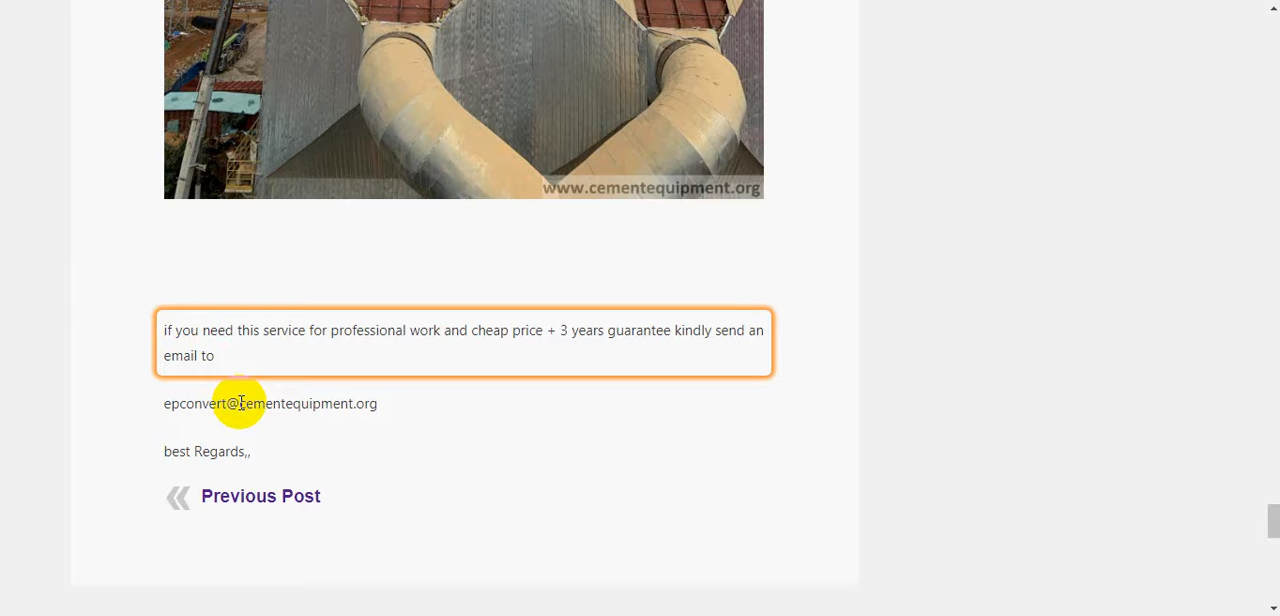 www.cementequipment.org
if you need this service for professional work and cheap price + 3 years guarantee kindly send an
email to
epconvert@cementequipment.org
best Regards,,
Previous Post